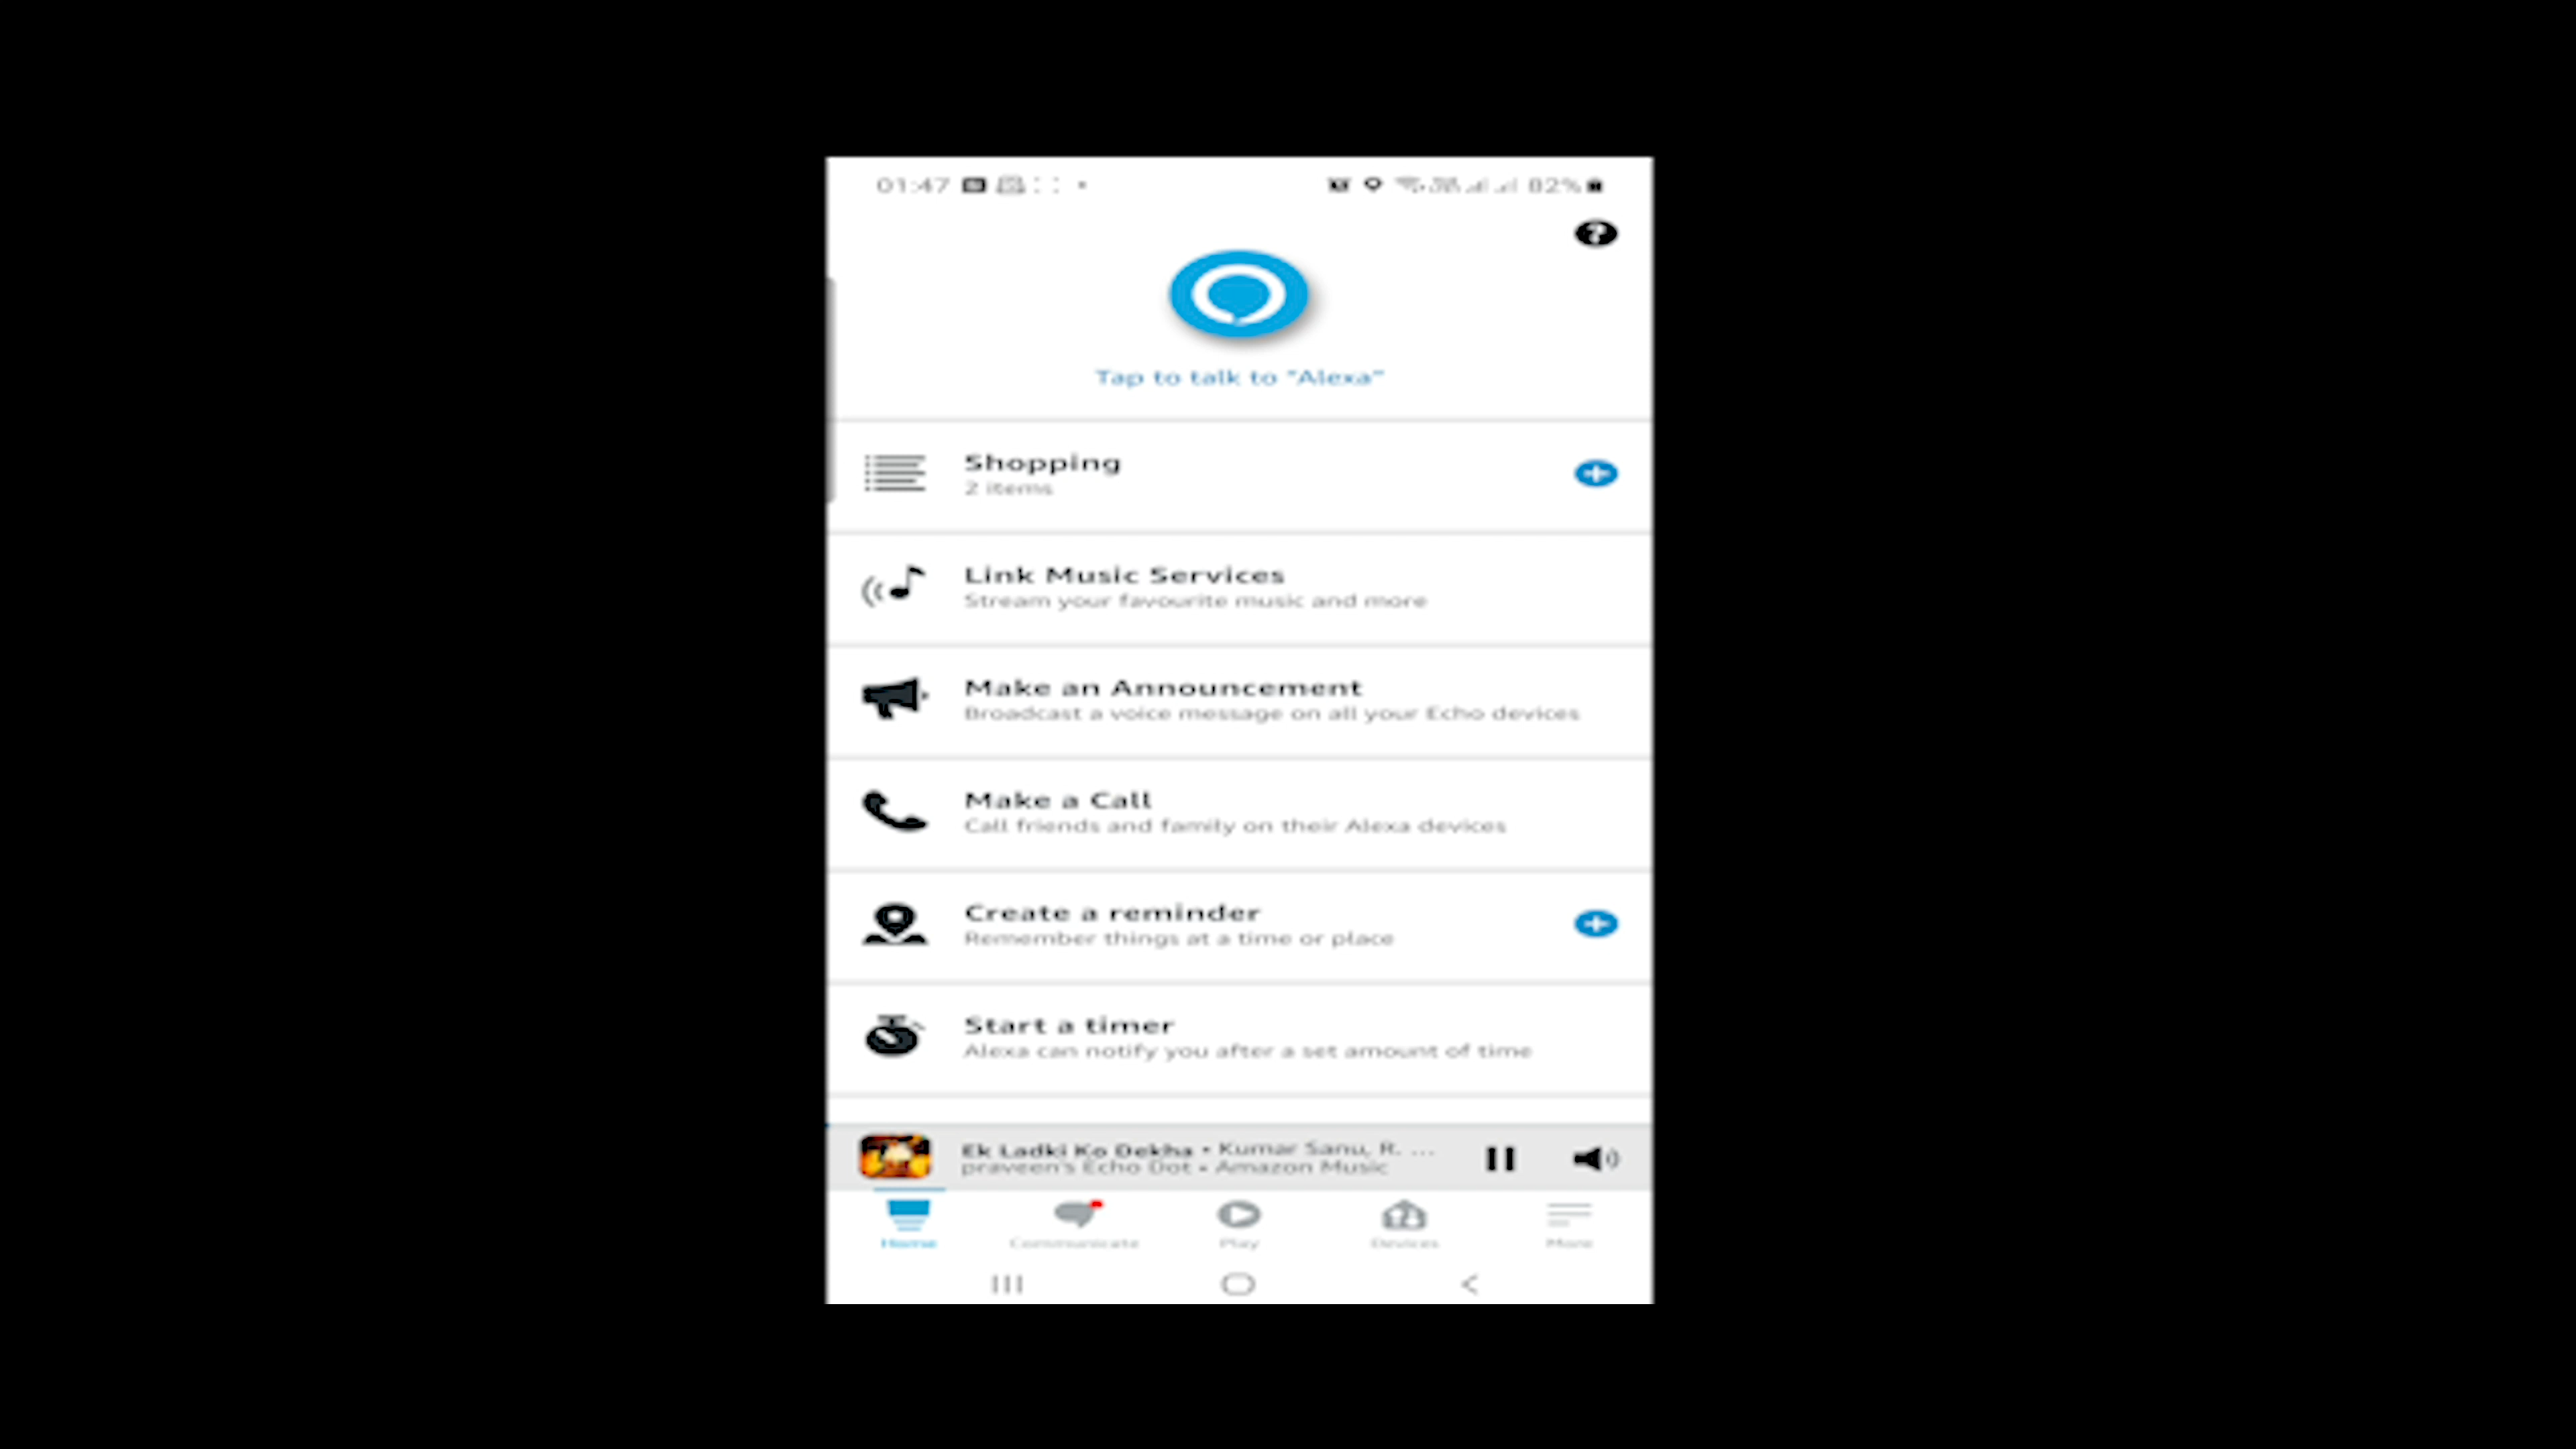 01:47 82%
Tap to talk to "Alexa"
Shopping
2 items
Link Music Services
Stream your favourite music and more
Make an Announcement
Broadcast a voice message on all your Echo devices
Make a Call
Call friends and family on their Alexa devices
Create a reminder
Remember things at a time or place
Start a timer
Alexa can notify you after a set amount of time
Ek Ladki Ko Dekha • Kumar Sanu, R. ...
praveen's Echo Dot • Amazon Music
Home Communicate Play Devices More